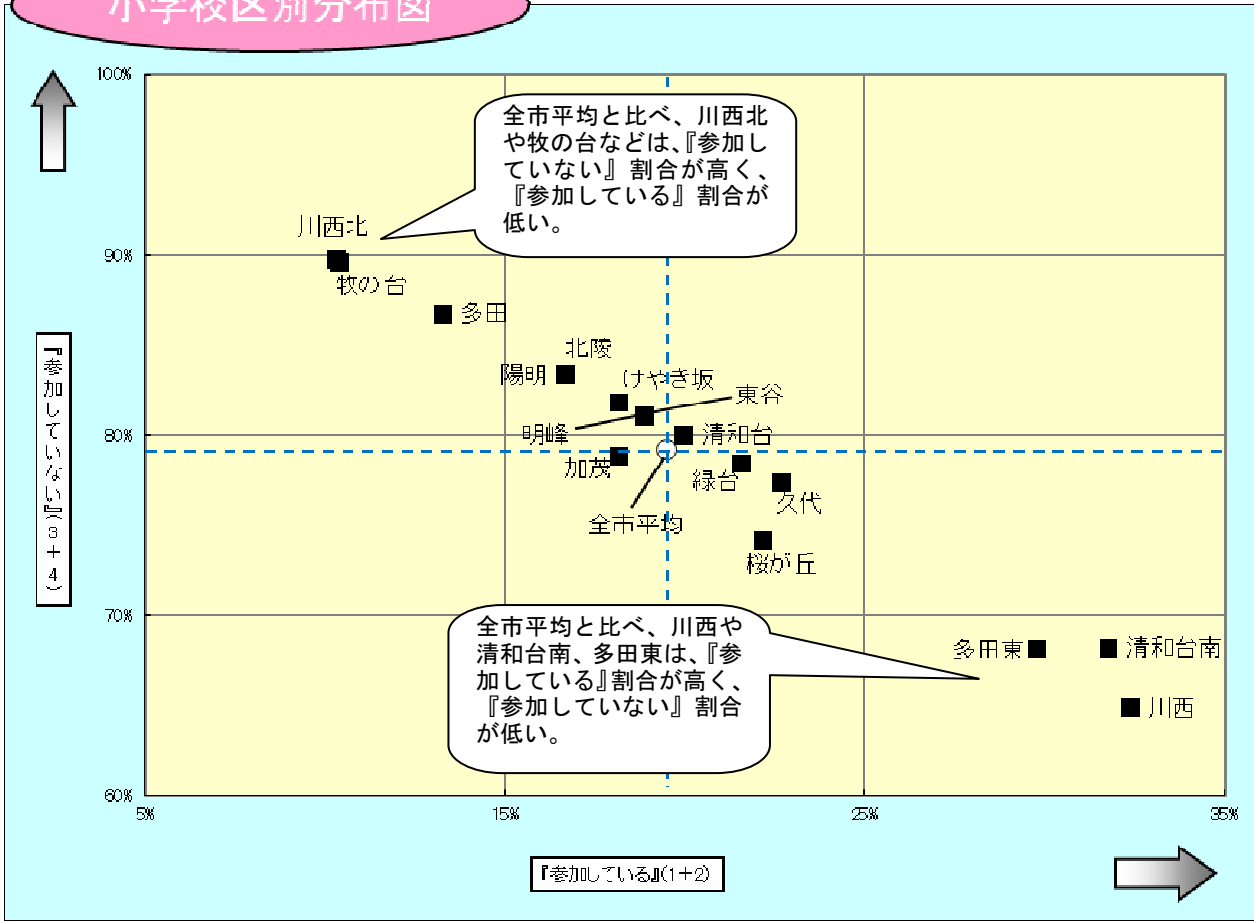 小学校区別分布図
100%
全市平均と比べ、川西北
や牧の台などは、『参加し
ていない』割合が高く、
『参加している』割合が
低い。
川西北
90%
牧の台
多田
北陵
陽明
けやき坂
東谷
明峰
80%
清和台
加茂
緑台
久代
全市平均
桜が丘
『参加していない』(3+4)
70%
全市平均と比べ、川西や
清和台南、多田東は、『参
加している』割合が高く、
『参加していない』割合
が低い。
多田東
清和台南
川西
60%
5%
15%
25%
35%
『参加している』(1+2)